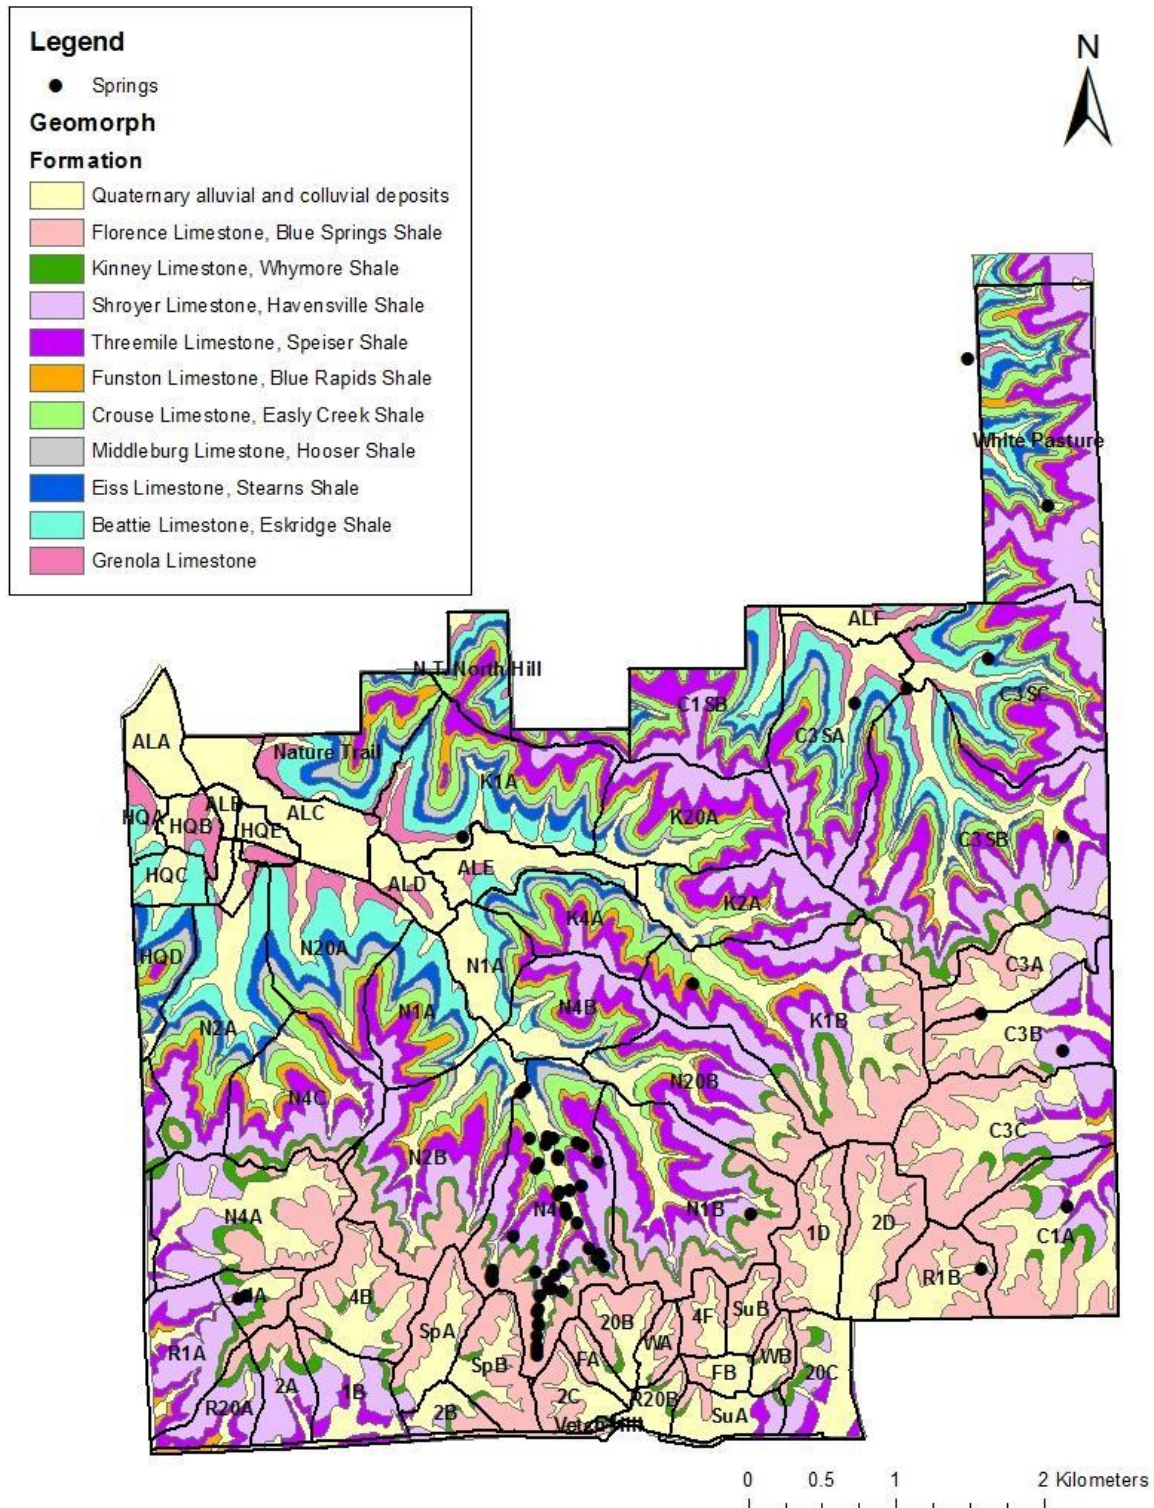 Legend
Springs
Geomorph
Formation
Quaternary alluvial and colluvial deposits
Florence Limestone, Blue Springs Shale
Kinney Limestone, Whymore Shale
Shroyer Limestone, Havensville Shale
Threemile Limestone, Speiser Shale
Funston Limestone, Blue Rapids Shale
Crouse Limestone, Easly Creek Shale
Middleburg Limestone, Hooser Shale
Eiss Limestone, Stearns Shale
Beattie Limestone, Eskridge Shale
Grenola Limestone
N
White Pasture
ALF
N.T. North Hill
C1SB
C3SC
C3SA
ALA
Nature Trail
K1A
ALB
ALC
HQA
HQB
HQE
K20A
C3SB
HQC
ALE
ALD
K2A
K4A
HQD
N20A
N1A
C3A
N1A
N4B
N2A
K1B
C3B
N20B
N4C
C3C
N2B
N4A
N1B
1D
2D
C1A
R1B
4B
SpA
20B
4F
SuB
WA
R1A
SpB
FA
FB
WB
20C
2A
1B
R20A
2B
2C
R20B
SuA
0 0.5 1 2 Kilometers